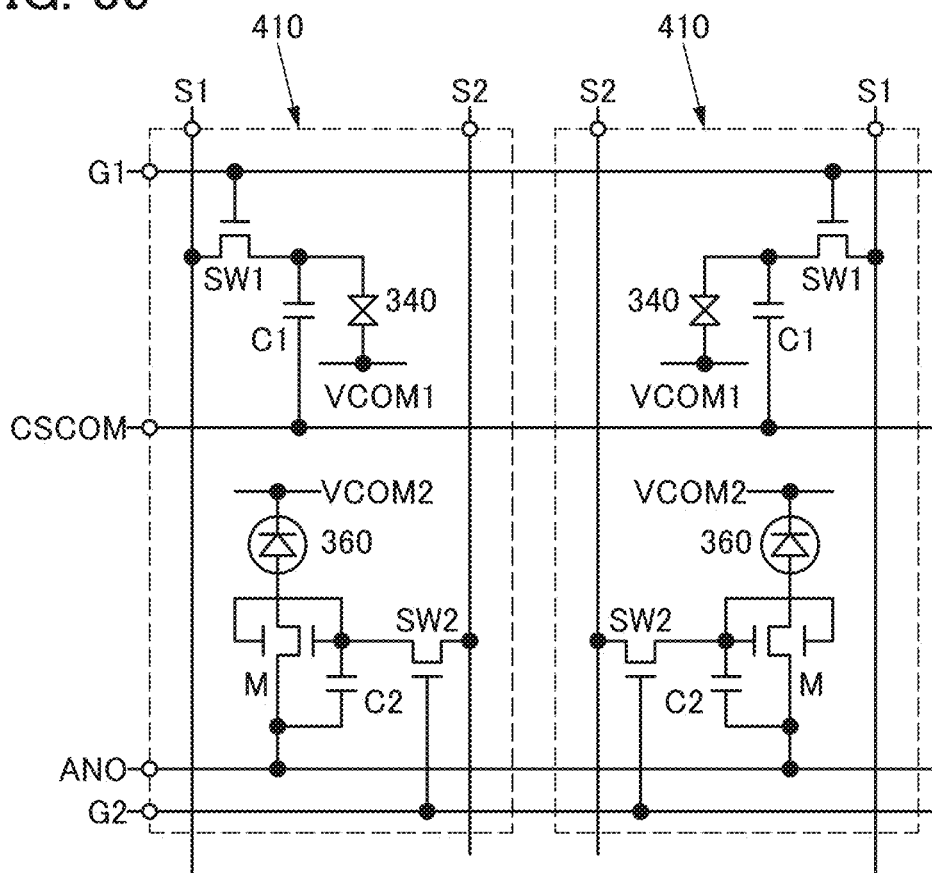 410 410
S1 S2 S2 S1
G1
SW1 SW1
340 340
C1 C1
VCOM1 VCOM1
CSCOM
VCOM2 VCOM2
360 360
SW2 SW2
M C2 C2 M
ANO
G2